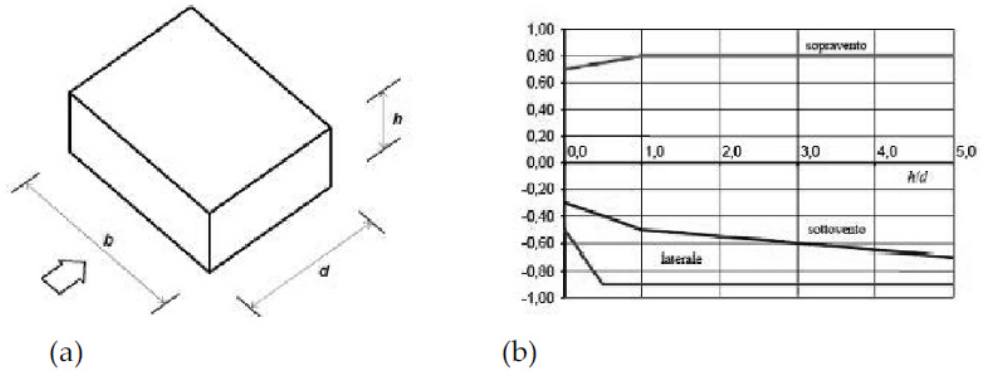 h
b
d
(a)
1,00
0,80
0,60
0,40
0,20
0,00
-0,20
-0,40
-0,60
-0,80
-1,00
sopravento
0,0 1,0 2,0 3,0 4,0 5,0
h/d
sottovento
laterale
(b)